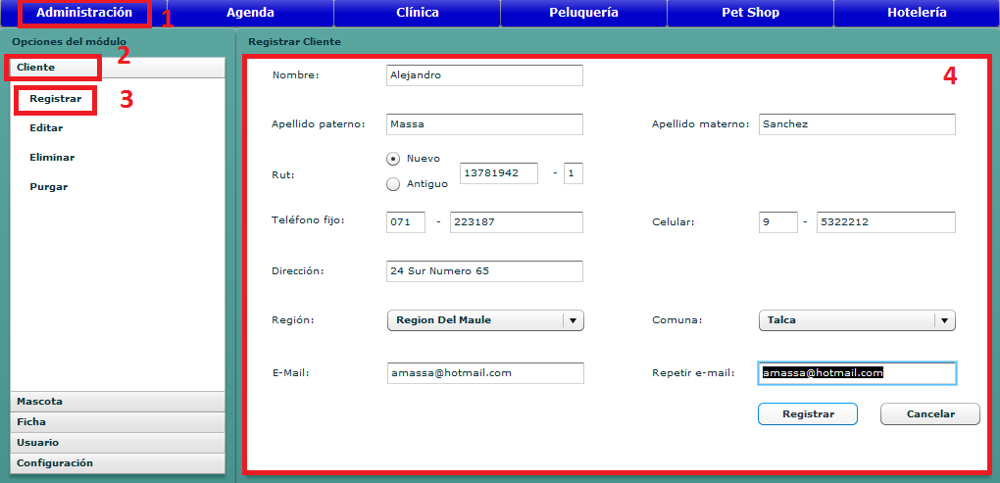 Administración Agenda Clínica Peluquería Pet Shop Hotelería
1
Opciones del módulo
2
Cliente
Registrar
3
Editar
Eliminar
Purgar
Mascota
Ficha
Usuario
Configuración
Registrar Cliente
4
Nombre: Alejandro
Apellido paterno: Massa Apellido materno: Sanchez
Rut: Nuevo Antiguo 13781942 - 1
Teléfono fijo: 071 - 223187 Celular: 9 - 5322212
Dirección: 24 Sur Numero 65
Región: Region Del Maule Comuna: Talca
E-Mail: amassa@hotmail.com Repetir e-mail: amassa@hotmail.com
Registrar Cancelar